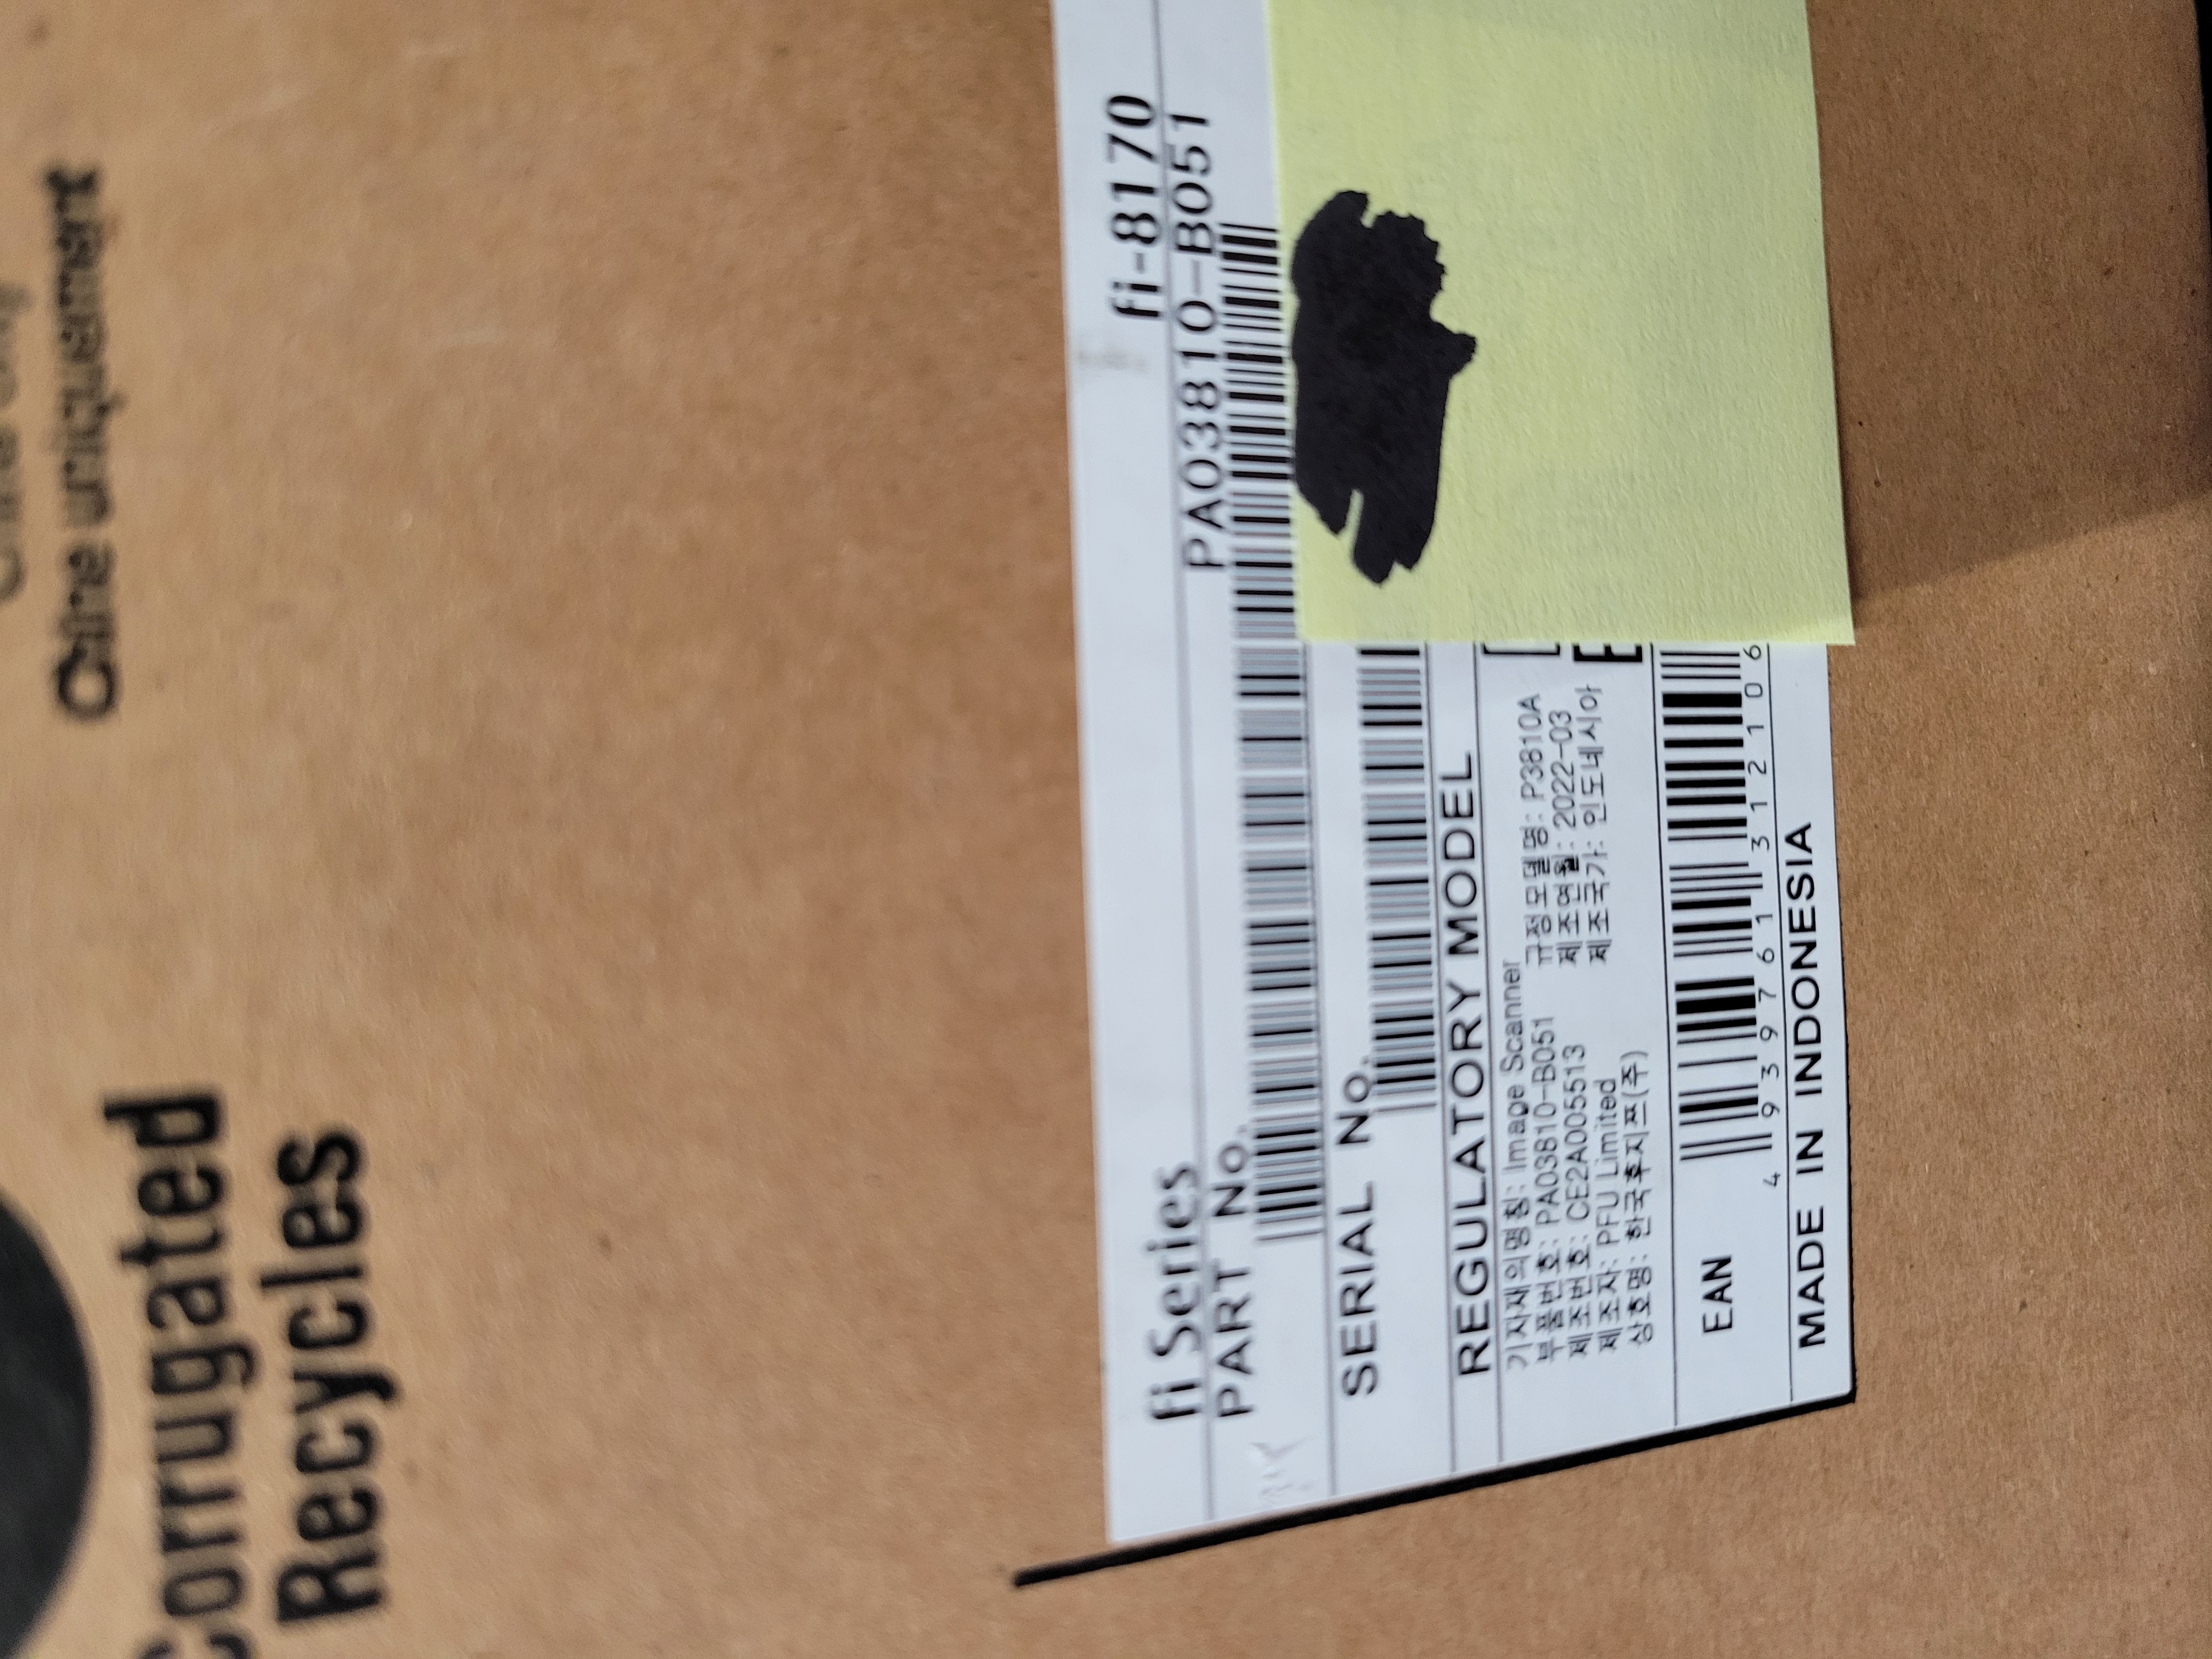 Cine uniquement
Corrugated
Recycles
fi Series fi-8170
PART No. PA03810-B051
SERIAL No.
REGULATORY MODEL
기자재의명칭: Image Scanner
부품번호: PA03810-B051 규정모델명: P3810A
제조번호: CE2A005513 제조연월: 2022-03
제조자: PFU Limited 제조국가: 인도네시아
상호명: 한국후지쯔(주)
EAN 4 939761 312106
MADE IN INDONESIA